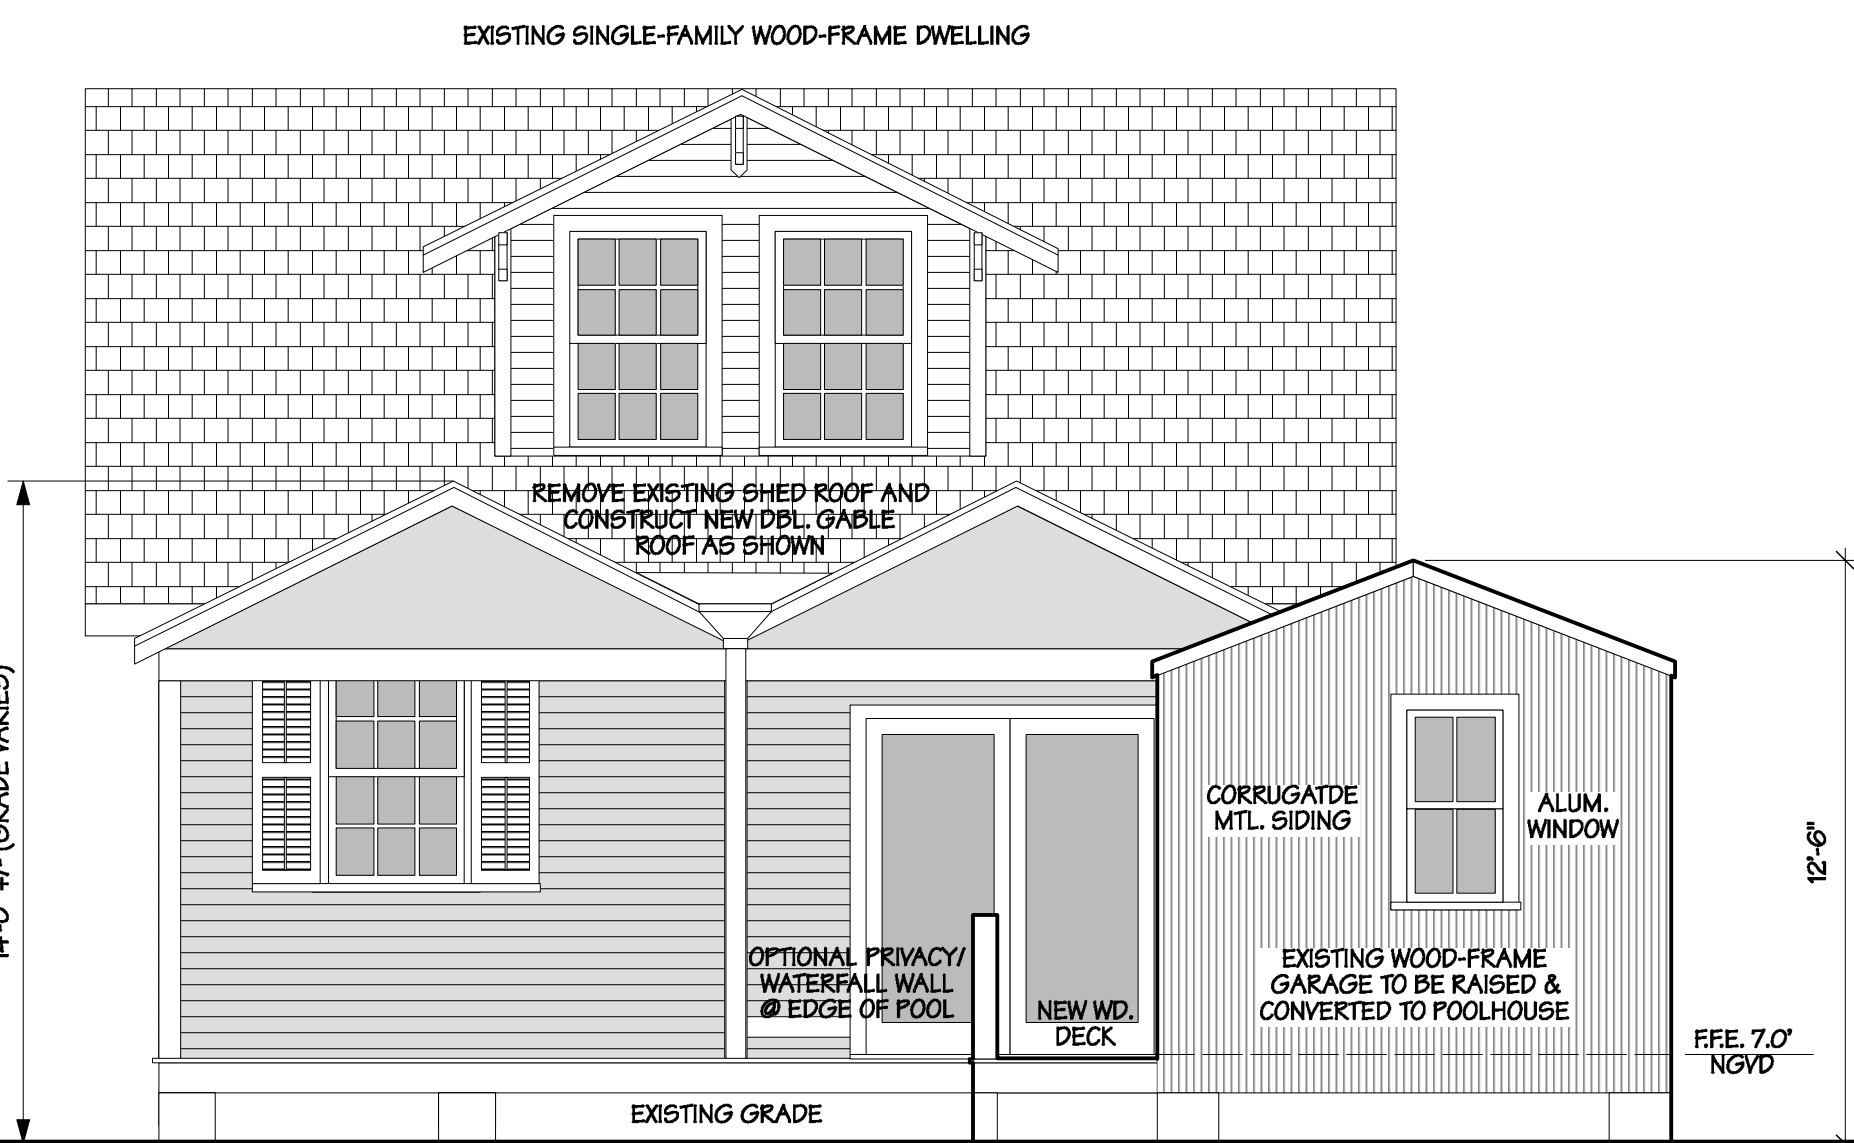 EXISTING SINGLE-FAMILY WOOD-FRAME DWELLING
REMOVE EXISTING SHED ROOF AND
CONSTRUCT NEW DBL. GABLE
ROOF AS SHOWN
(GRADE VARIES)
CORRUGATDE
MTL. SIDING
ALUM.
WINDOW
12'-6"
OPTIONAL PRIVACY/
WATERFALL WALL
@ EDGE OF POOL
NEW WD.
DECK
EXISTING WOOD-FRAME
GARAGE TO BE RAISED &
CONVERTED TO POOLHOUSE
F.F.E. 7.0'
NGVD
EXISTING GRADE